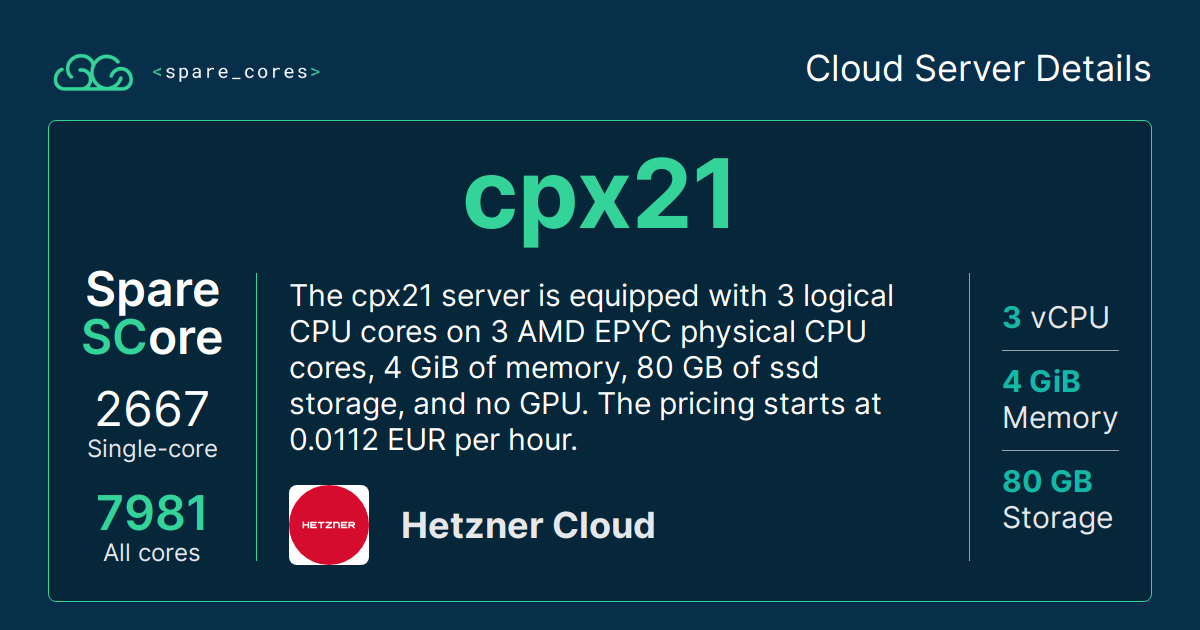 <spare_cores>
Cloud Server Details
cpx21
Spare
SCore
2667
Single-core
7981
All cores
The cpx21 server is equipped with 3 logical
CPU cores on 3 AMD EPYC physical CPU
cores, 4 GiB of memory, 80 GB of ssd
storage, and no GPU. The pricing starts at
0.0112 EUR per hour.
HETZNER
Hetzner Cloud
3 vCPU
4 GiB
Memory
80 GB
Storage